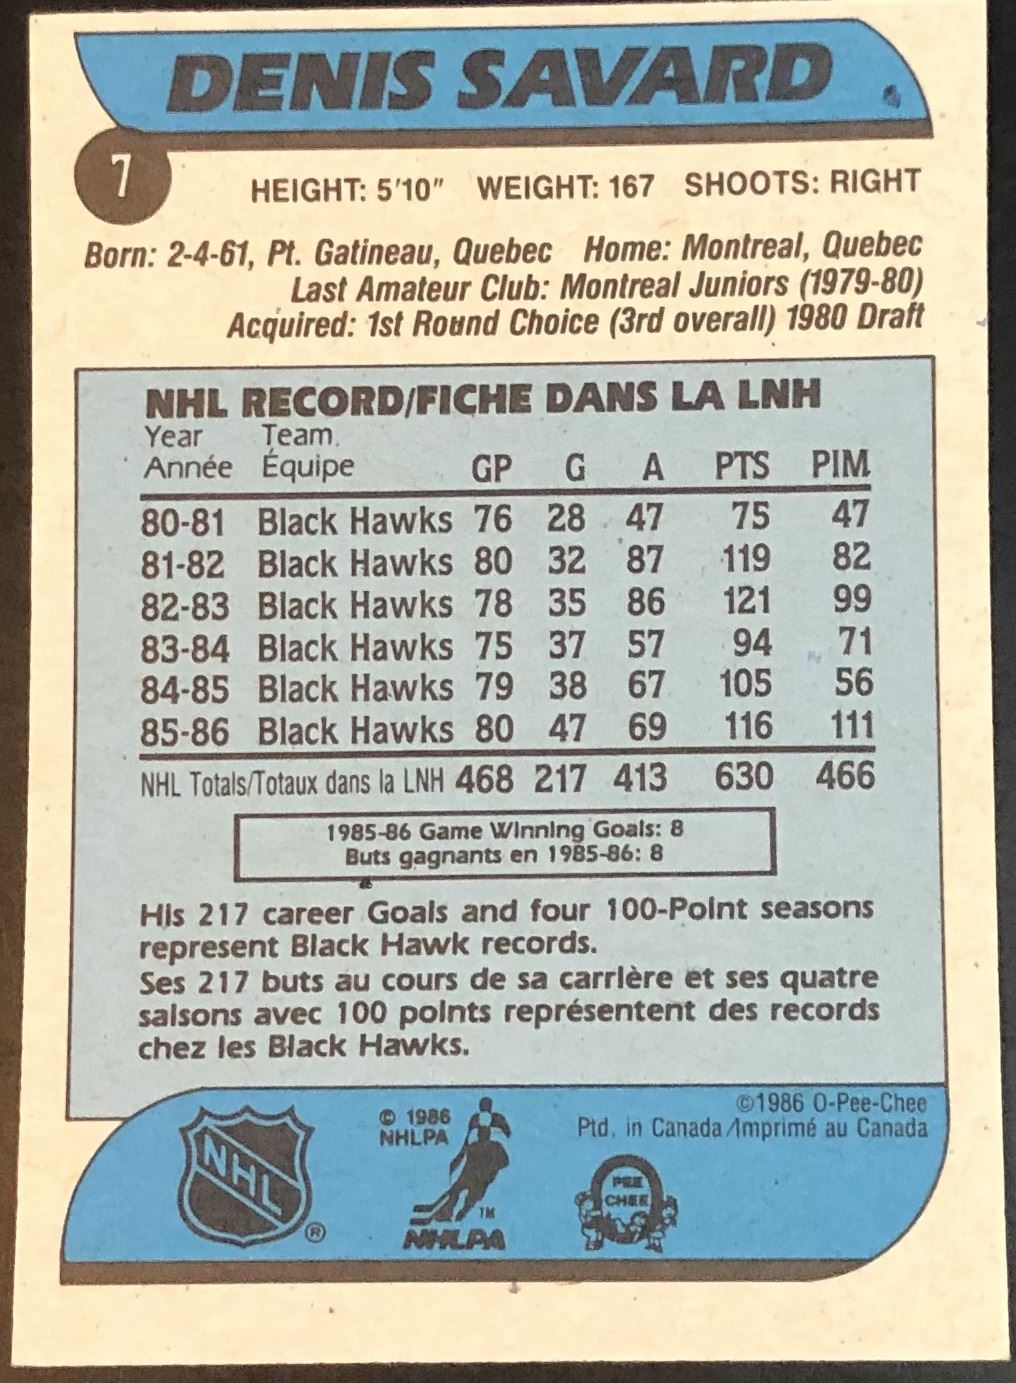 DENIS SAVARD
7
HEIGHT: 5'10" WEIGHT: 167 SHOOTS: RIGHT
Born: 2-4-61, Pt. Gatineau, Quebec Home: Montreal, Quebec
Last Amateur Club: Montreal Juniors (1979-80)
Acquired: 1st Round Choice (3rd overall) 1980 Draft
NHL RECORD/FICHE DANS LA LNH
Year Team
Année Équipe GP G A PTS PIM
80-81 Black Hawks 76 28 47 75 47
81-82 Black Hawks 80 32 87 119 82
82-83 Black Hawks 78 35 86 121 99
83-84 Black Hawks 75 37 57 94 71
84-85 Black Hawks 79 38 67 105 56
85-86 Black Hawks 80 47 69 116 111
NHL Totals/Totaux dans la LNH 468 217 413 630 466
1985-86 Game Winning Goals: 8
Buts gagnants en 1985-86: 8
His 217 career Goals and four 100-Point seasons
represent Black Hawk records.
Ses 217 buts au cours de sa carrière et ses quatre
saisons avec 100 points représentent des records
chez les Black Hawks.
©1986 O-Pee-Chee
Ptd. in Canada/Imprimé au Canada
© 1986
NHLPA
NHL
®
TM
NHLPA
PEE
CHEE